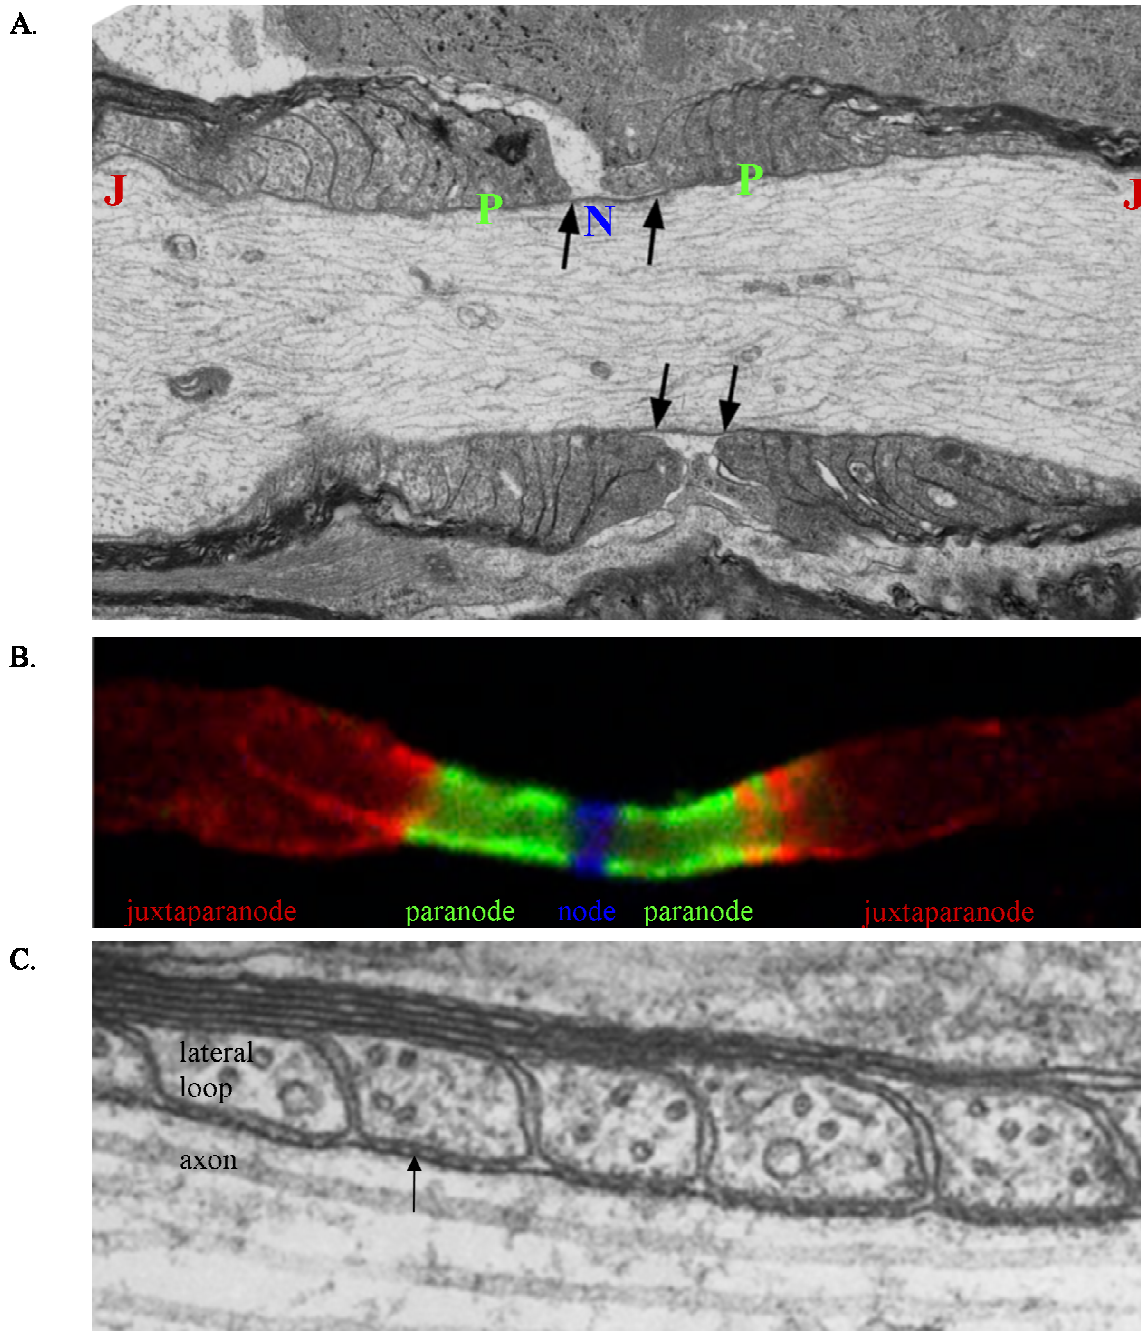 A.
J
P
P
J
N
B.
juxtaparanode paranode node paranode juxtaparanode
C.
lateral
loop
axon